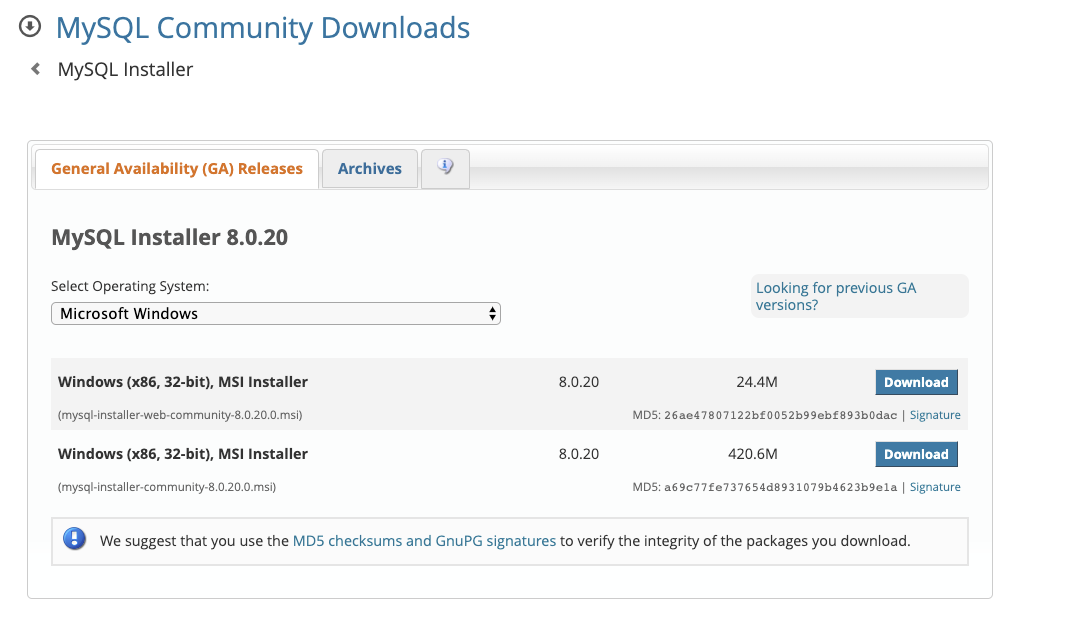 MySQL Community Downloads
MySQL Installer
General Availability (GA) Releases
Archives
i
MySQL Installer 8.0.20
Select Operating System:
Microsoft Windows
Looking for previous GA
versions?
Windows (x86, 32-bit), MSI Installer 8.0.20 24.4M Download
(mysql-installer-web-community-8.0.20.0.msi) MD5: 26ae47807122bf0052b99ebf893b0dac | Signature
Windows (x86, 32-bit), MSI Installer 8.0.20 420.6M Download
(mysql-installer-community-8.0.20.0.msi) MD5: a69c77fe737654d8931079b4623b9e1a | Signature
We suggest that you use the MD5 checksums and GnuPG signatures to verify the integrity of the packages you download.